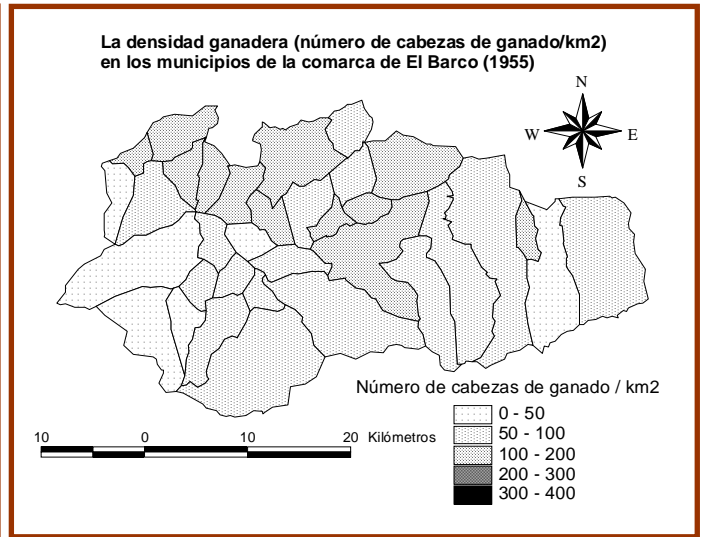 La densidad ganadera (número de cabezas de ganado/km2)
en los municipios de la comarca de El Barco (1955)
N
W E
S
Número de cabezas de ganado / km2
0 - 50
50 - 100
100 - 200
200 - 300
300 - 400
10 0 10 20 Kilómetros